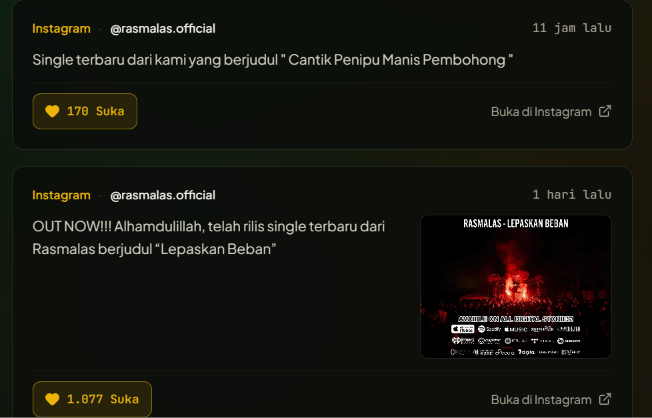 Instagram · @rasmalas.official 11 jam lalu
Single terbaru dari kami yang berjudul " Cantik Penipu Manis Pembohong "
170 Suka Buka di Instagram
Instagram · @rasmalas.official 1 hari lalu
OUT NOW!!! Alhamdulillah, telah rilis single terbaru dari
Rasmalas berjudul “Lepaskan Beban”
RASMALAS - LEPASKAN BEBAN
AVAILABLE ON ALL DIGITAL STORES!
Spotify MUSIC
1.077 Suka Buka di Instagram